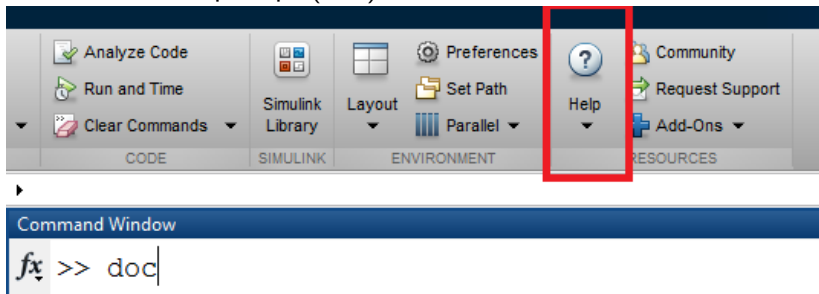 Analyze Code
Run and Time
Clear Commands
CODE
Simulink
Library
SIMULINK
Layout
Preferences
Set Path
Parallel
ENVIRONMENT
?
Help
Community
Request Support
Add-Ons
RESOURCES
Command Window
fx >> doc